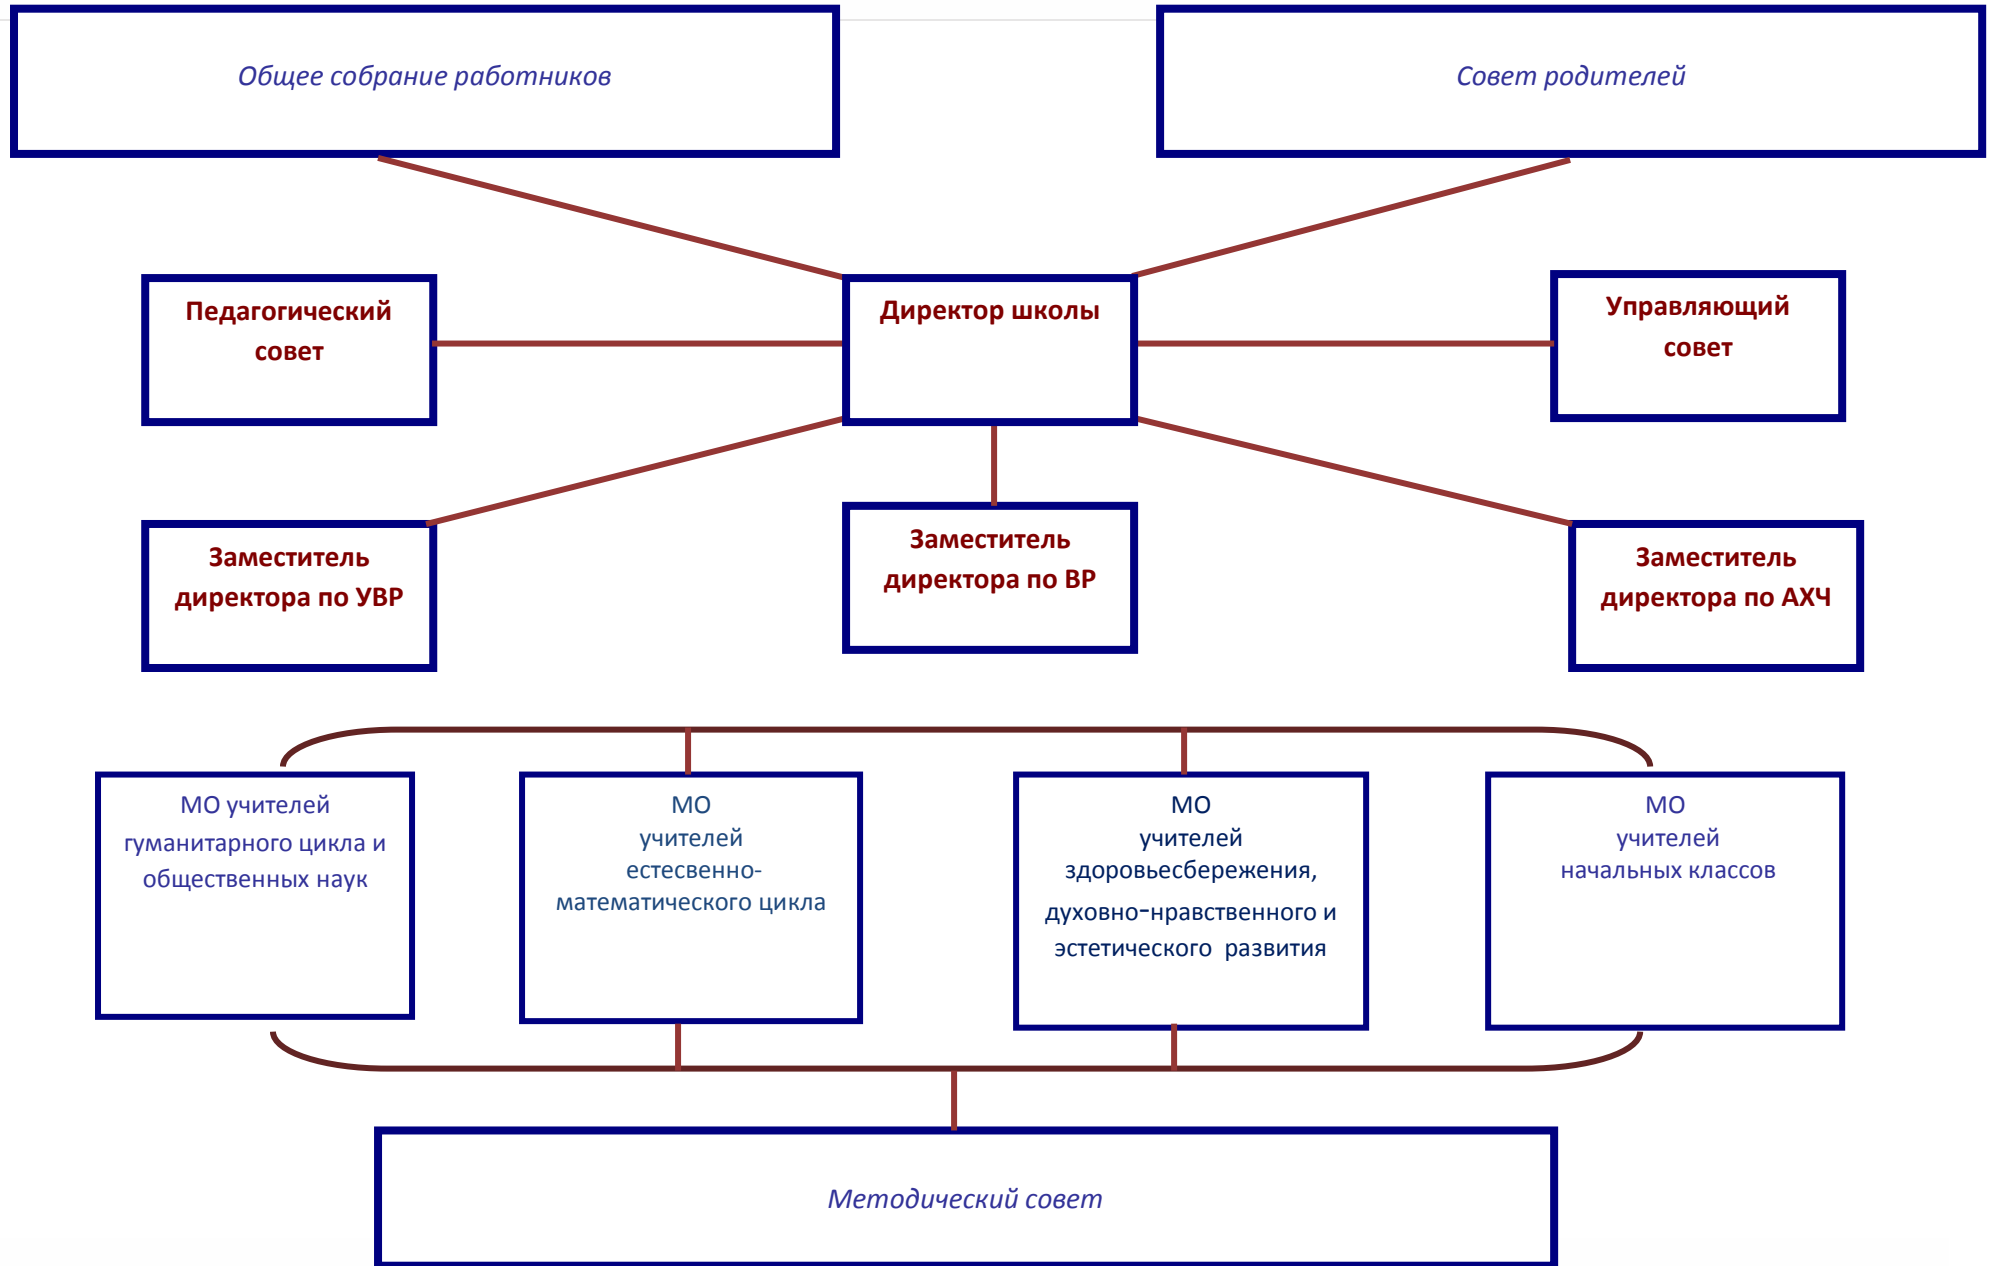 Общее собрание работников
Совет родителей
Педагогический
совет
Директор школы
Управляющий
совет
Заместитель
директора по УВР
Заместитель
директора по ВР
Заместитель
директора по АХЧ
МО учителей
гуманитарного цикла и
общественных наук
МО
учителей
естесвенно-
математического цикла
МО
учителей
здоровьесбережения,
духовно-нравственного и
эстетического развития
МО
учителей
начальных классов
Методический совет